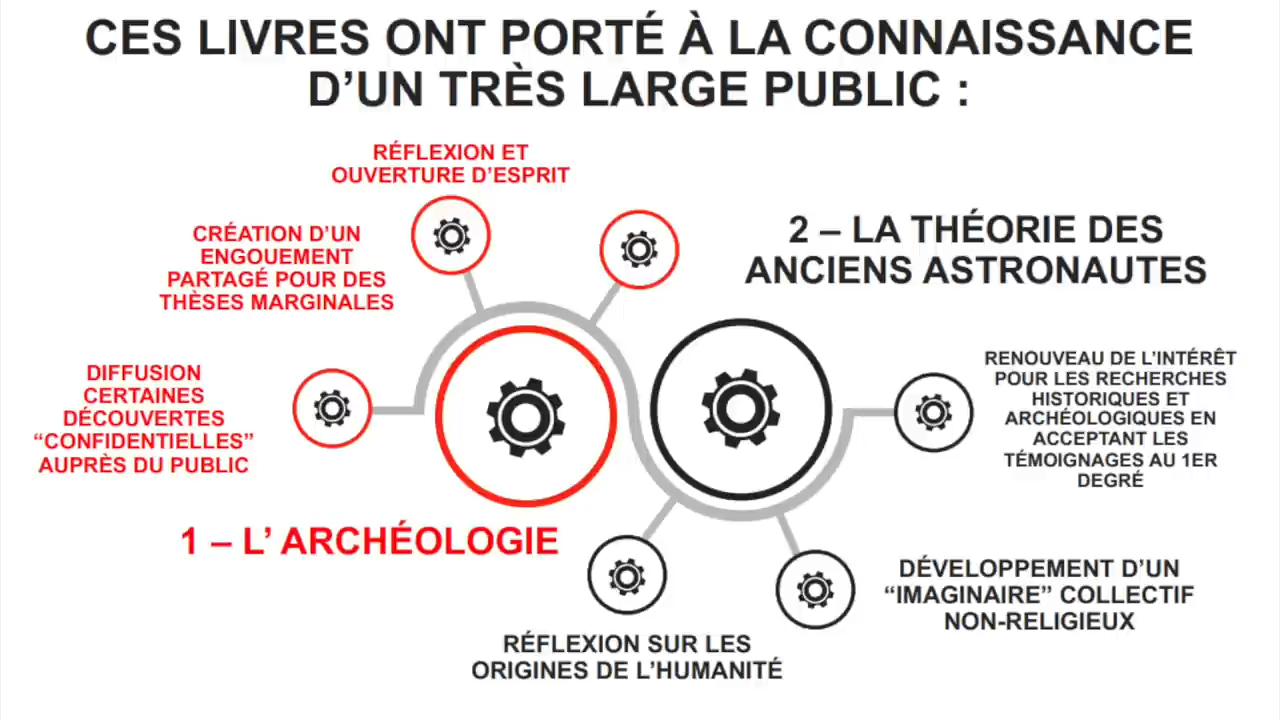 CES LIVRES ONT PORTÉ À LA CONNAISSANCE
D’UN TRÈS LARGE PUBLIC :
RÉFLEXION ET
OUVERTURE D’ESPRIT
CRÉATION D’UN
ENGOUEMENT
PARTAGÉ POUR DES
THÈSES MARGINALES
DIFFUSION
CERTAINES
DÉCOUVERTES
“CONFIDENTIELLES”
AUPRÈS DU PUBLIC
1 – L’ ARCHÉOLOGIE
2 – LA THÉORIE DES
ANCIENS ASTRONAUTES
RENOUVEAU DE L’INTÉRÊT
POUR LES RECHERCHES
HISTORIQUES ET
ARCHÉOLOGIQUES EN
ACCEPTANT LES
TÉMOIGNAGES AU 1ER
DEGRÉ
DÉVELOPPEMENT D’UN
“IMAGINAIRE” COLLECTIF
NON-RELIGIEUX
RÉFLEXION SUR LES
ORIGINES DE L’HUMANITÉ